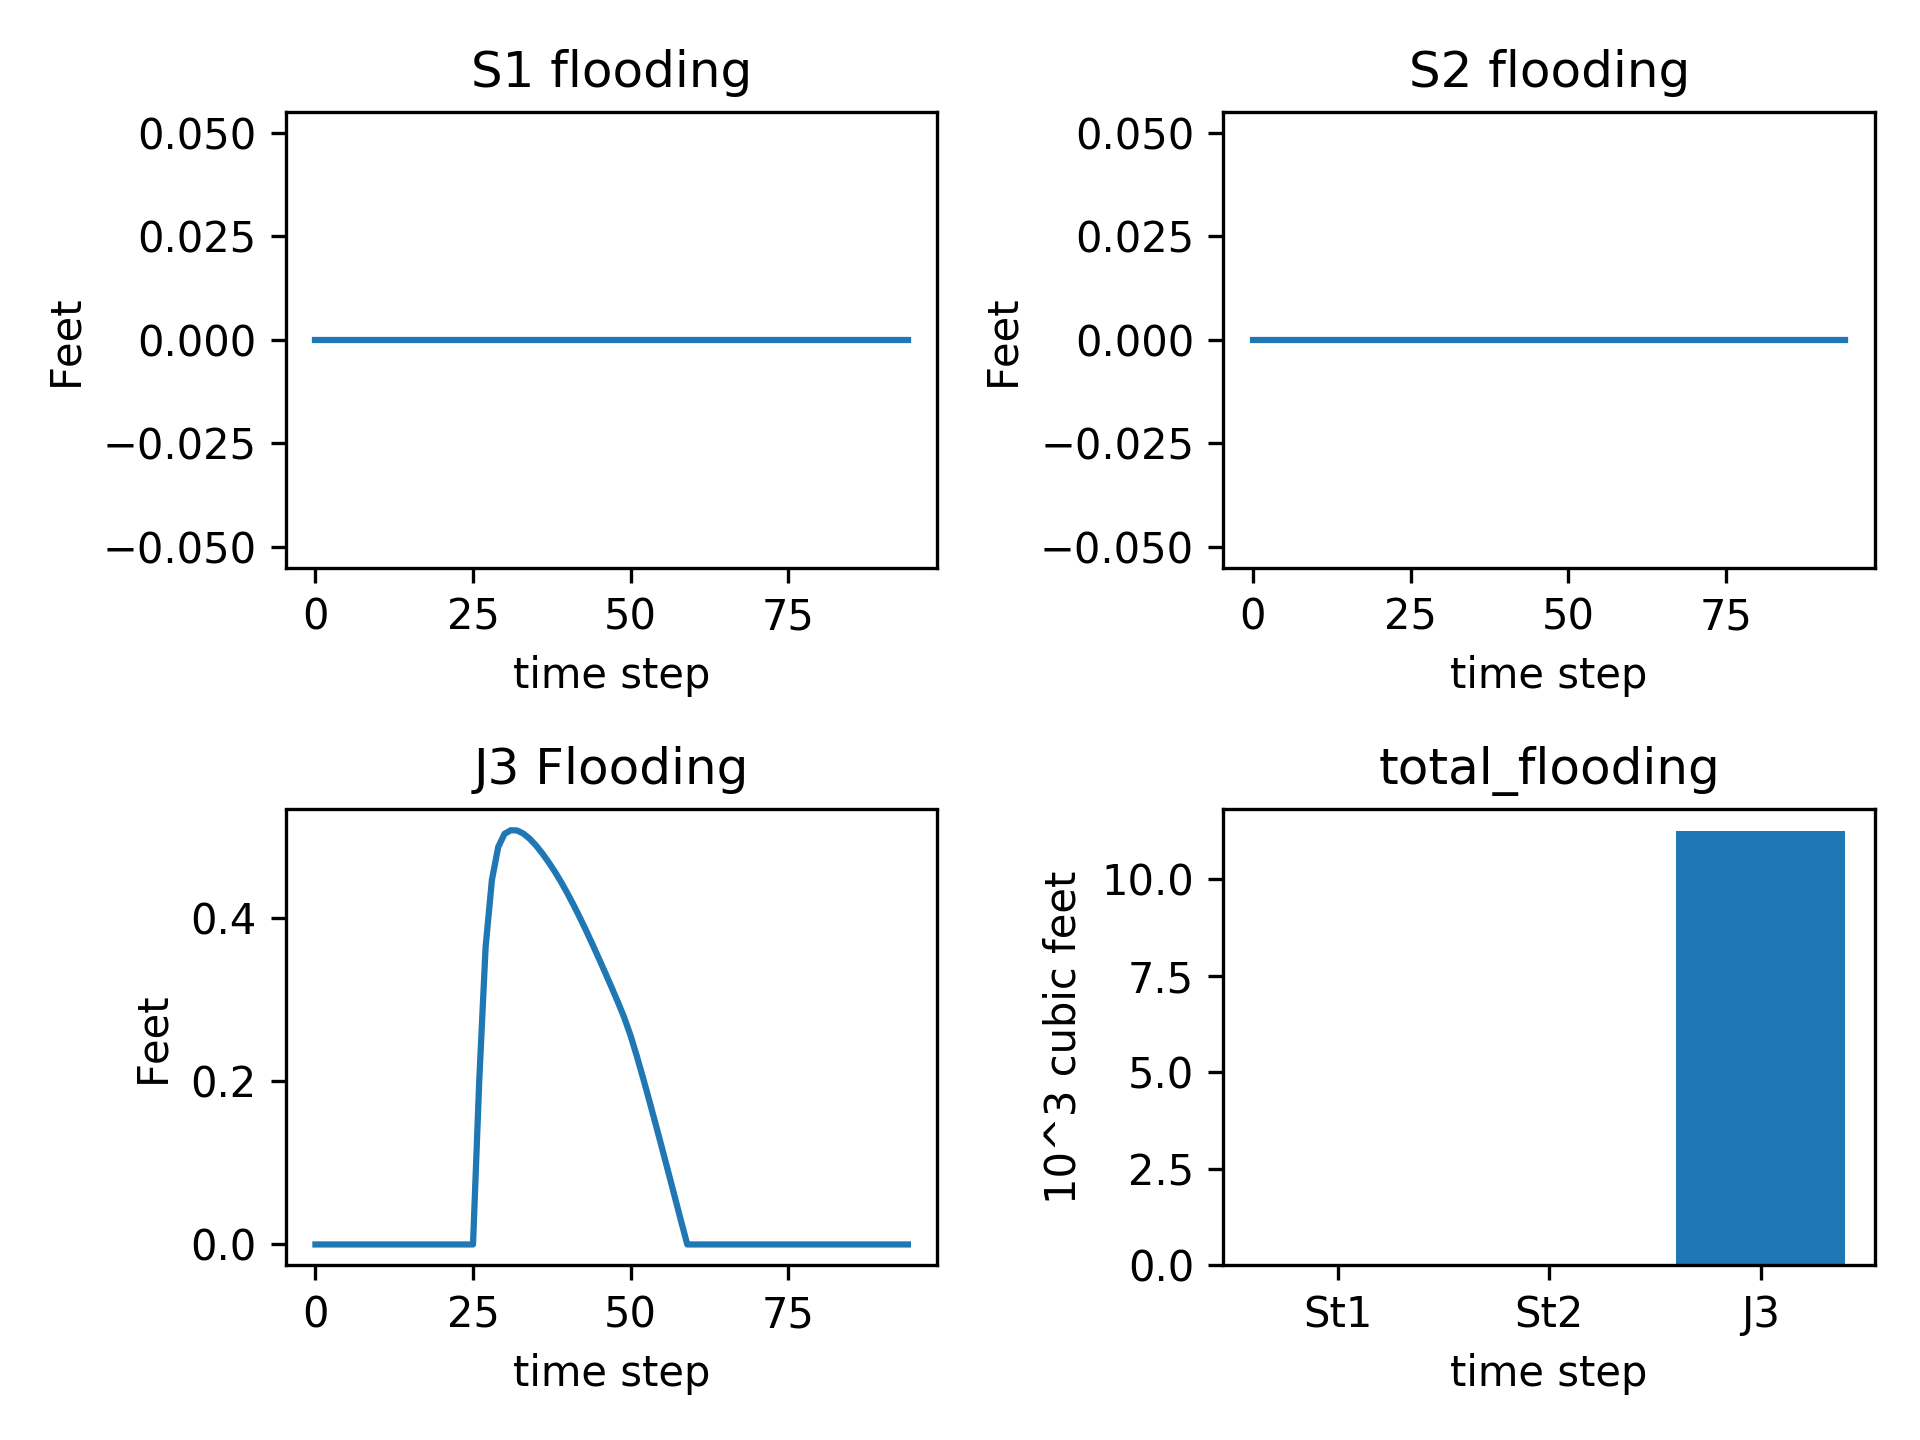 S1 flooding
0.050
0.025
0.000
−0.025
−0.050
Feet
0 25 50 75
time step
S2 flooding
0.050
0.025
0.000
−0.025
−0.050
Feet
0 25 50 75
time step
J3 Flooding
0.4
0.2
0.0
Feet
0 25 50 75
time step
total_flooding
10.0
7.5
5.0
2.5
0.0
10^3 cubic feet
St1 St2 J3
time step